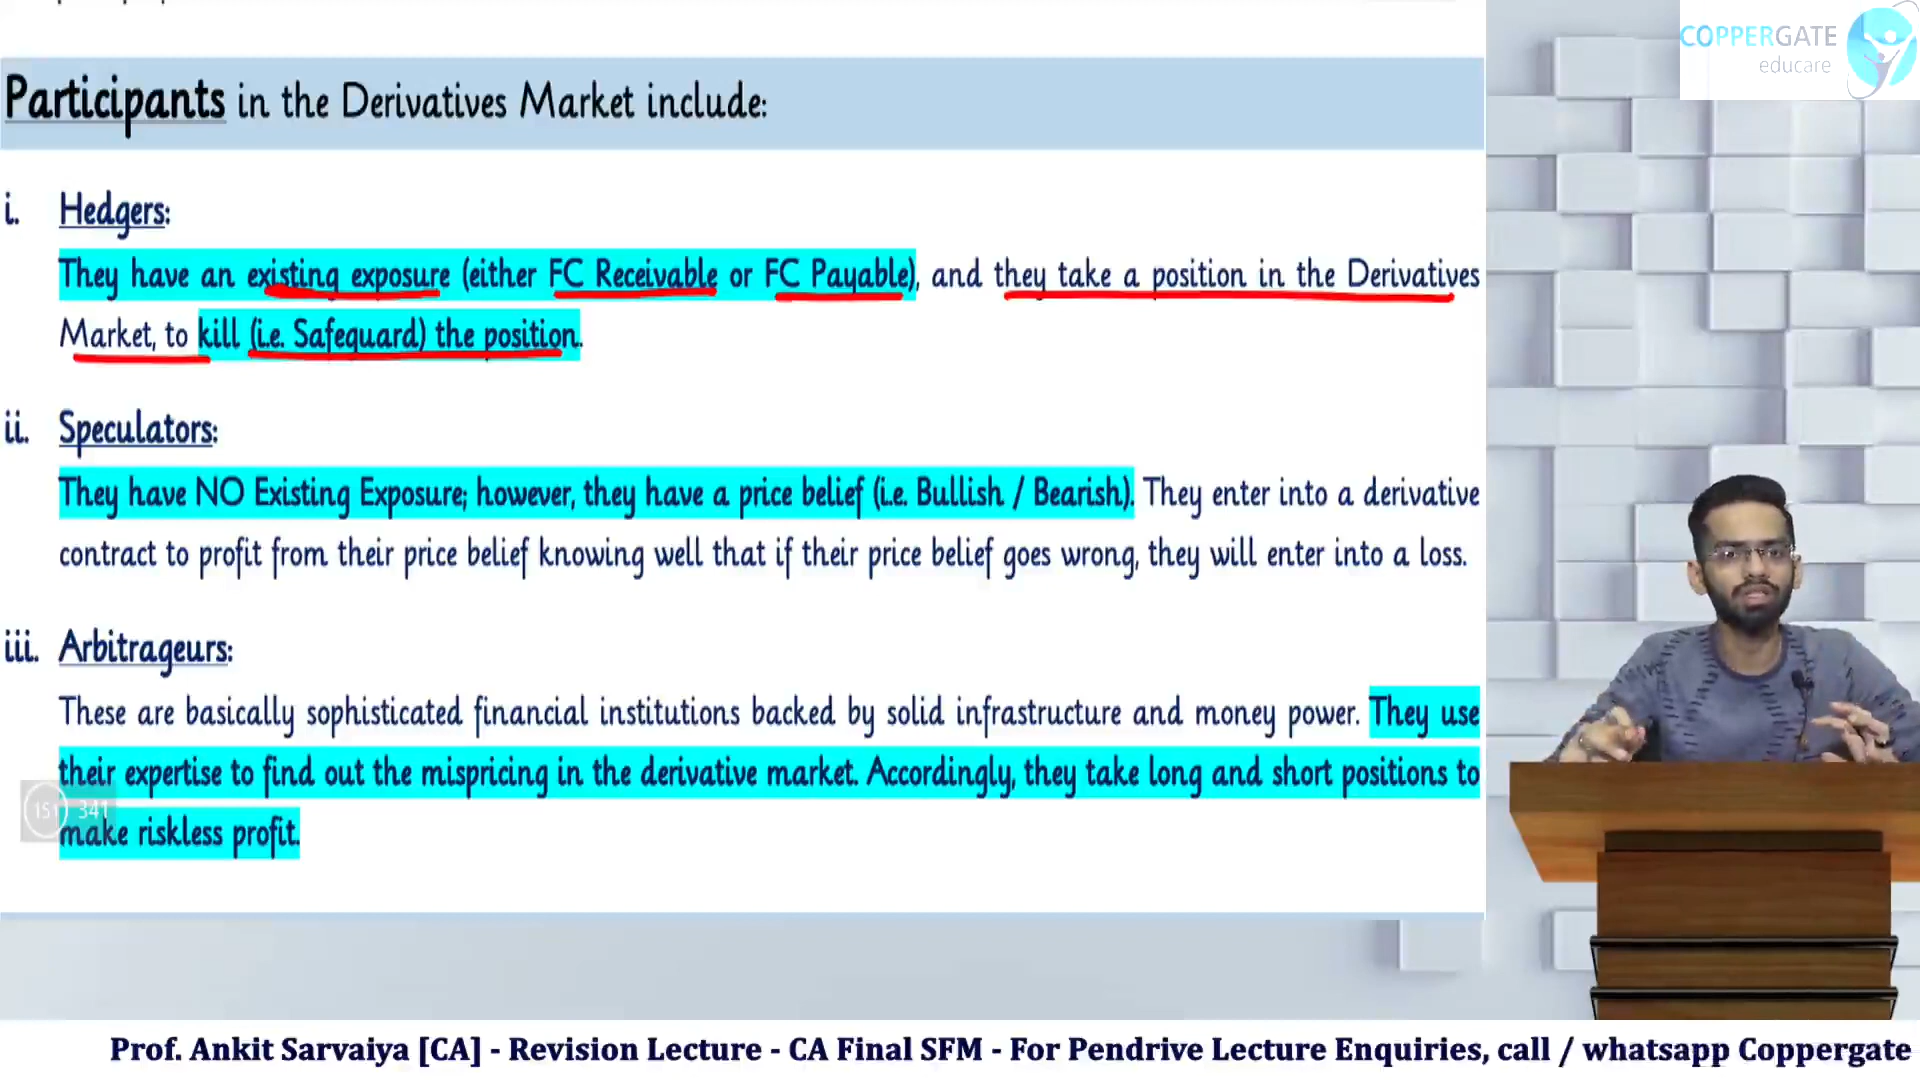 COPPERGATE
educare
Participants in the Derivatives Market include:
i. Hedgers:
They have an existing exposure (either FC Receivable or FC Payable), and they take a position in the Derivatives
Market, to kill (i.e. Safeguard) the position.
ii. Speculators:
They have NO Existing Exposure; however, they have a price belief (i.e. Bullish / Bearish). They enter into a derivative
contract to profit from their price belief knowing well that if their price belief goes wrong, they will enter into a loss.
iii. Arbitrageurs:
These are basically sophisticated financial institutions backed by solid infrastructure and money power. They use
their expertise to find out the mispricing in the derivative market. Accordingly, they take long and short positions to
151 341
make riskless profit.
Prof. Ankit Sarvaiya [CA] - Revision Lecture - CA Final SFM - For Pendrive Lecture Enquiries, call / whatsapp Coppergate